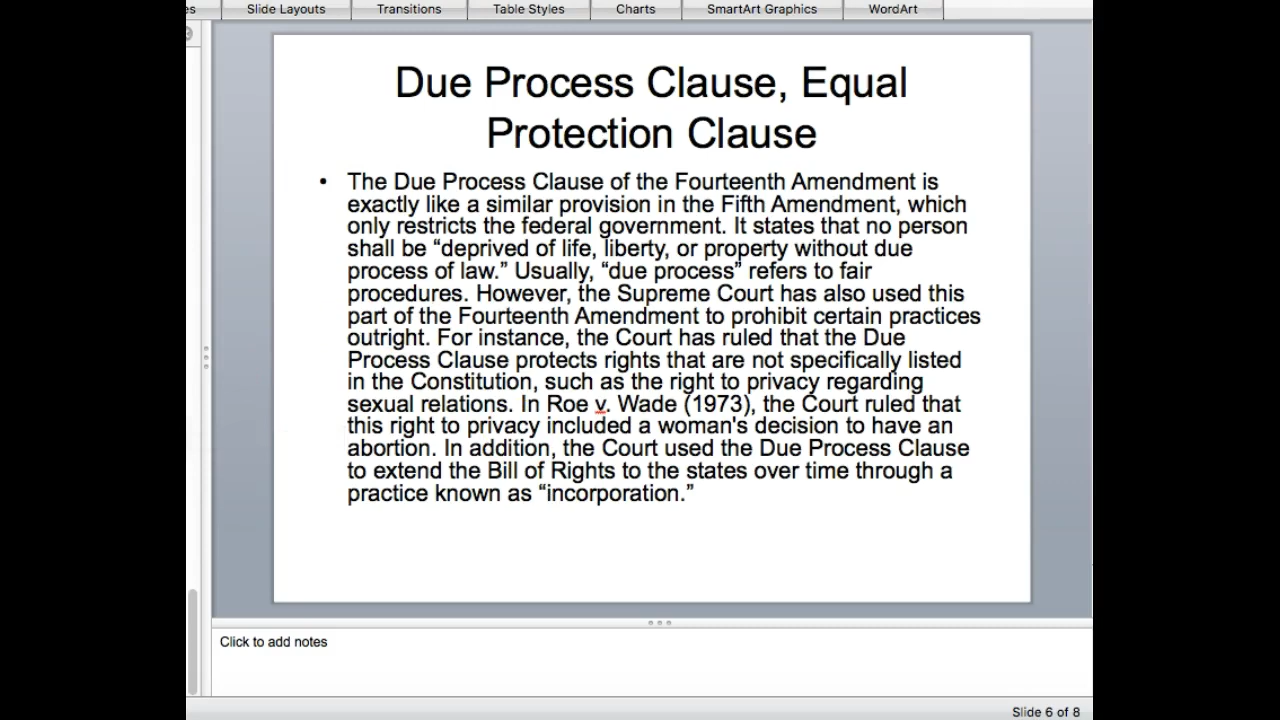 es
Slide Layouts
Transitions
Table Styles
Charts
SmartArt Graphics
WordArt
Due Process Clause, Equal
Protection Clause
• The Due Process Clause of the Fourteenth Amendment is
exactly like a similar provision in the Fifth Amendment, which
only restricts the federal government. It states that no person
shall be “deprived of life, liberty, or property without due
process of law.” Usually, “due process” refers to fair
procedures. However, the Supreme Court has also used this
part of the Fourteenth Amendment to prohibit certain practices
outright. For instance, the Court has ruled that the Due
Process Clause protects rights that are not specifically listed
in the Constitution, such as the right to privacy regarding
sexual relations. In Roe v. Wade (1973), the Court ruled that
this right to privacy included a woman's decision to have an
abortion. In addition, the Court used the Due Process Clause
to extend the Bill of Rights to the states over time through a
practice known as “incorporation.”
Click to add notes
Slide 6 of 8